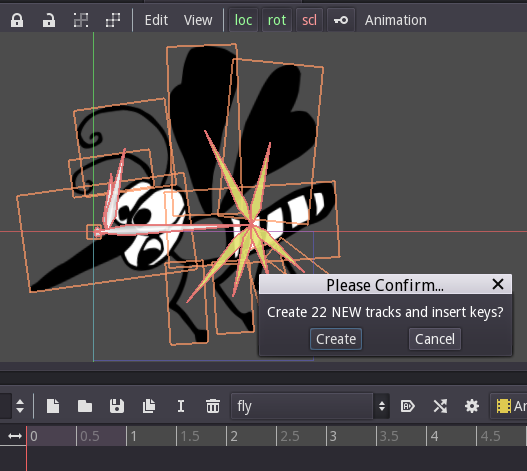 Edit View loc rot scl Animation
Please Confirm...
Create 22 NEW tracks and insert keys?
Create Cancel
fly
0 0.5 1 1.5 2 2.5 3 3.5 4 4.5